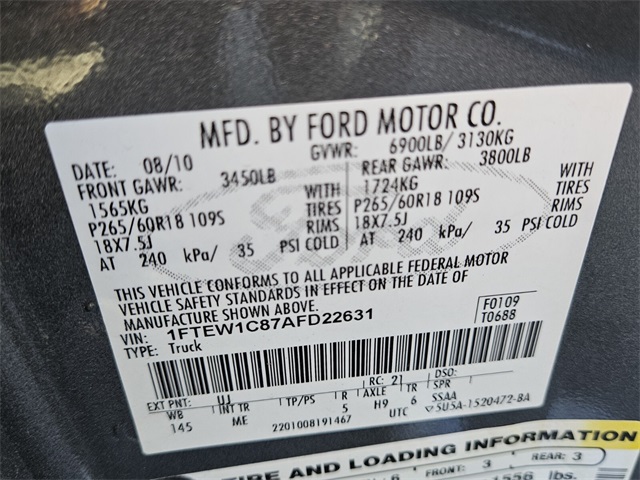 MFD. BY FORD MOTOR CO.
DATE: 08/10 GVWR: 6900LB/ 3130KG
FRONT GAWR: 3450LB REAR GAWR: 3800LB
1565KG WITH 1724KG WITH
P265/60R18 109S TIRES P265/60R18 109S TIRES
18X7.5J RIMS 18X7.5J RIMS
AT 240 kPa/ 35 PSI COLD AT 240 kPa/ 35 PSI COLD
THIS VEHICLE CONFORMS TO ALL APPLICABLE FEDERAL MOTOR
VEHICLE SAFETY STANDARDS IN EFFECT ON THE DATE OF
MANUFACTURE SHOWN ABOVE.
VIN: 1FTEW1C87AFD22631 F0109
TYPE: Truck T0688
EXT PNT: UJ RC: 21 DSO:
WB INT TR TP/PS R AXLE TR SPR
145 ME 5 H9 6 SSAA
2201008191467 UTC 5U5A-1520472-BA
TIRE AND LOADING INFORMATION
6 FRONT: 3 REAR: 3
1556 lbs.